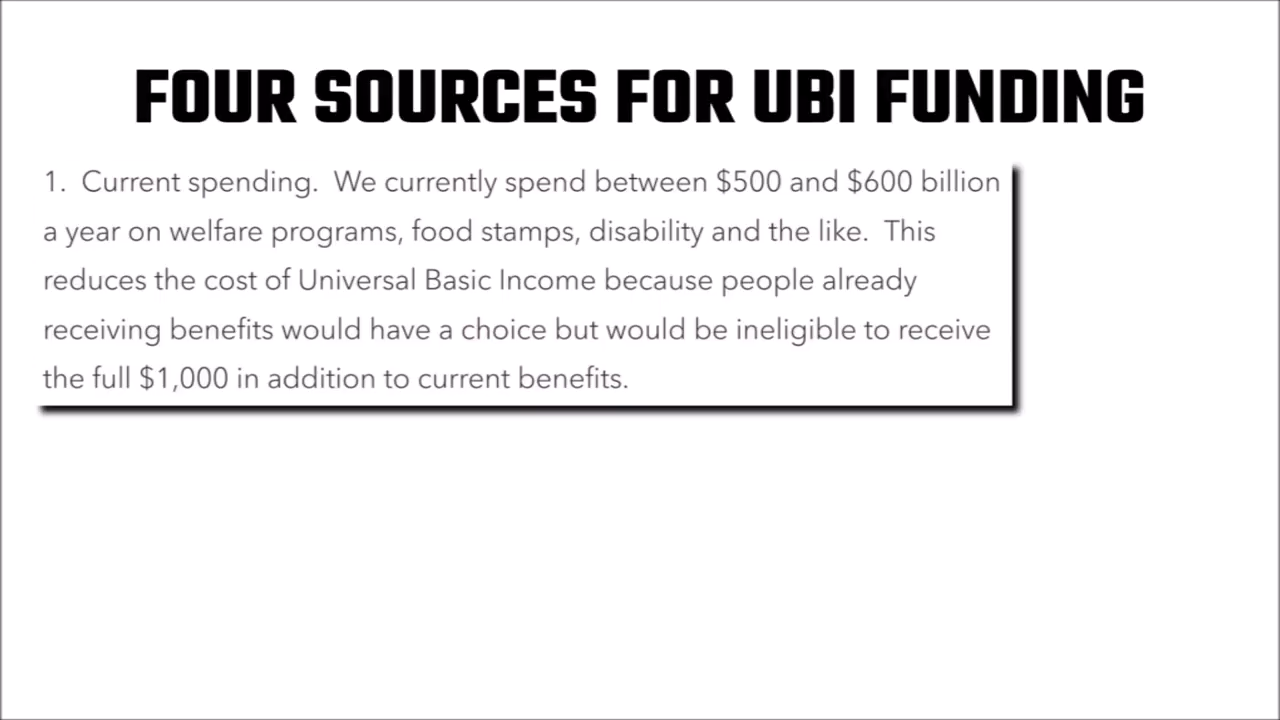 FOUR SOURCES FOR UBI FUNDING
1. Current spending. We currently spend between $500 and $600 billion
a year on welfare programs, food stamps, disability and the like. This
reduces the cost of Universal Basic Income because people already
receiving benefits would have a choice but would be ineligible to receive
the full $1,000 in addition to current benefits.